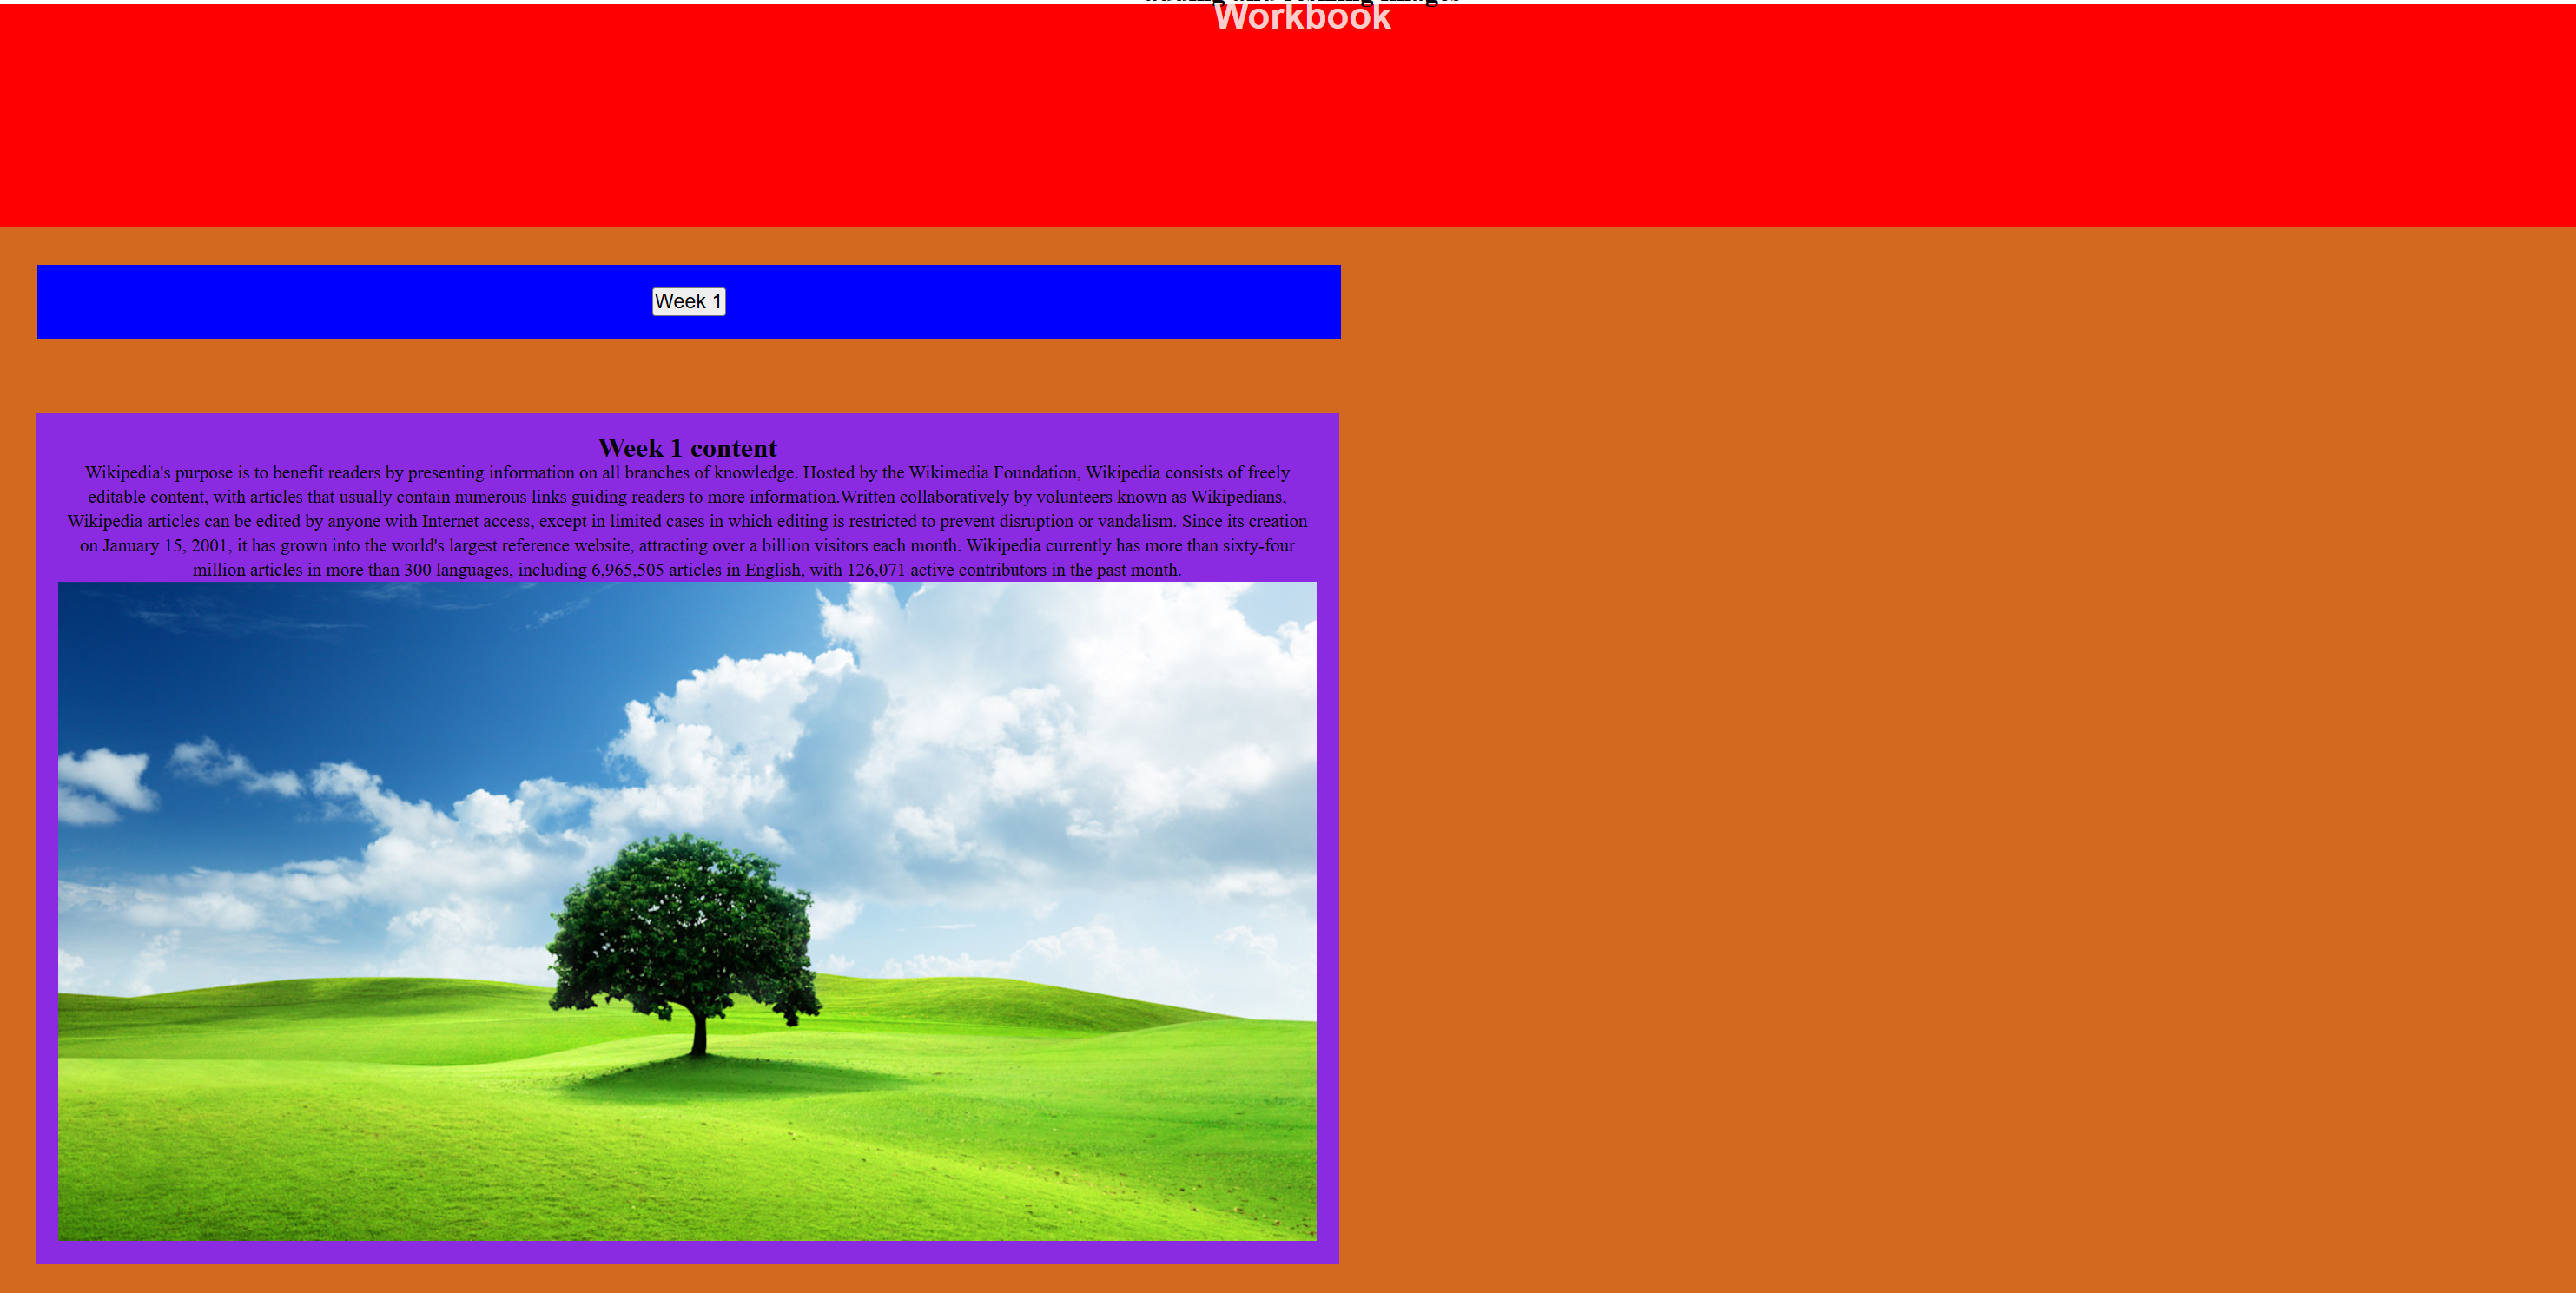 adding and resizing images
Workbook
Week 1
Week 1 content
Wikipedia's purpose is to benefit readers by presenting information on all branches of knowledge. Hosted by the Wikimedia Foundation, Wikipedia consists of freely
editable content, with articles that usually contain numerous links guiding readers to more information.Written collaboratively by volunteers known as Wikipedians,
Wikipedia articles can be edited by anyone with Internet access, except in limited cases in which editing is restricted to prevent disruption or vandalism. Since its creation
on January 15, 2001, it has grown into the world's largest reference website, attracting over a billion visitors each month. Wikipedia currently has more than sixty-four
million articles in more than 300 languages, including 6,965,505 articles in English, with 126,071 active contributors in the past month.